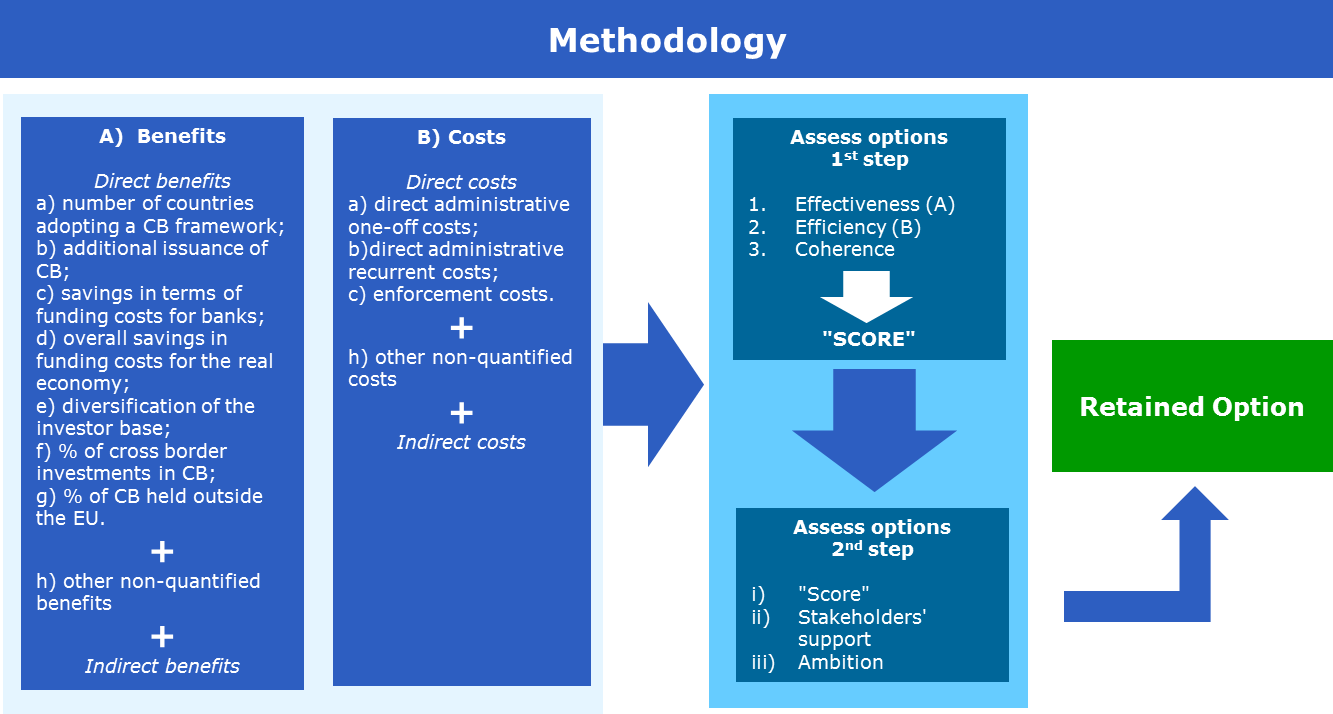 Methodology
A) Benefits
Direct benefits
a) number of countries
adopting a CB framework;
b) additional issuance of
CB;
c) savings in terms of
funding costs for banks;
d) overall savings in
funding costs for the real
economy;
e) diversification of the
investor base;
f) % of cross border
investments in CB;
g) % of CB held outside
the EU.
+
h) other non-quantified
benefits
+
Indirect benefits
B) Costs
Direct costs
a) direct administrative
one-off costs;
b)direct administrative
recurrent costs;
c) enforcement costs.
+
h) other non-quantified
costs
+
Indirect costs
Assess options
1st step
1. Effectiveness (A)
2. Efficiency (B)
3. Coherence
"SCORE"
Assess options
2nd step
i) "Score"
ii) Stakeholders'
support
iii) Ambition
Retained Option